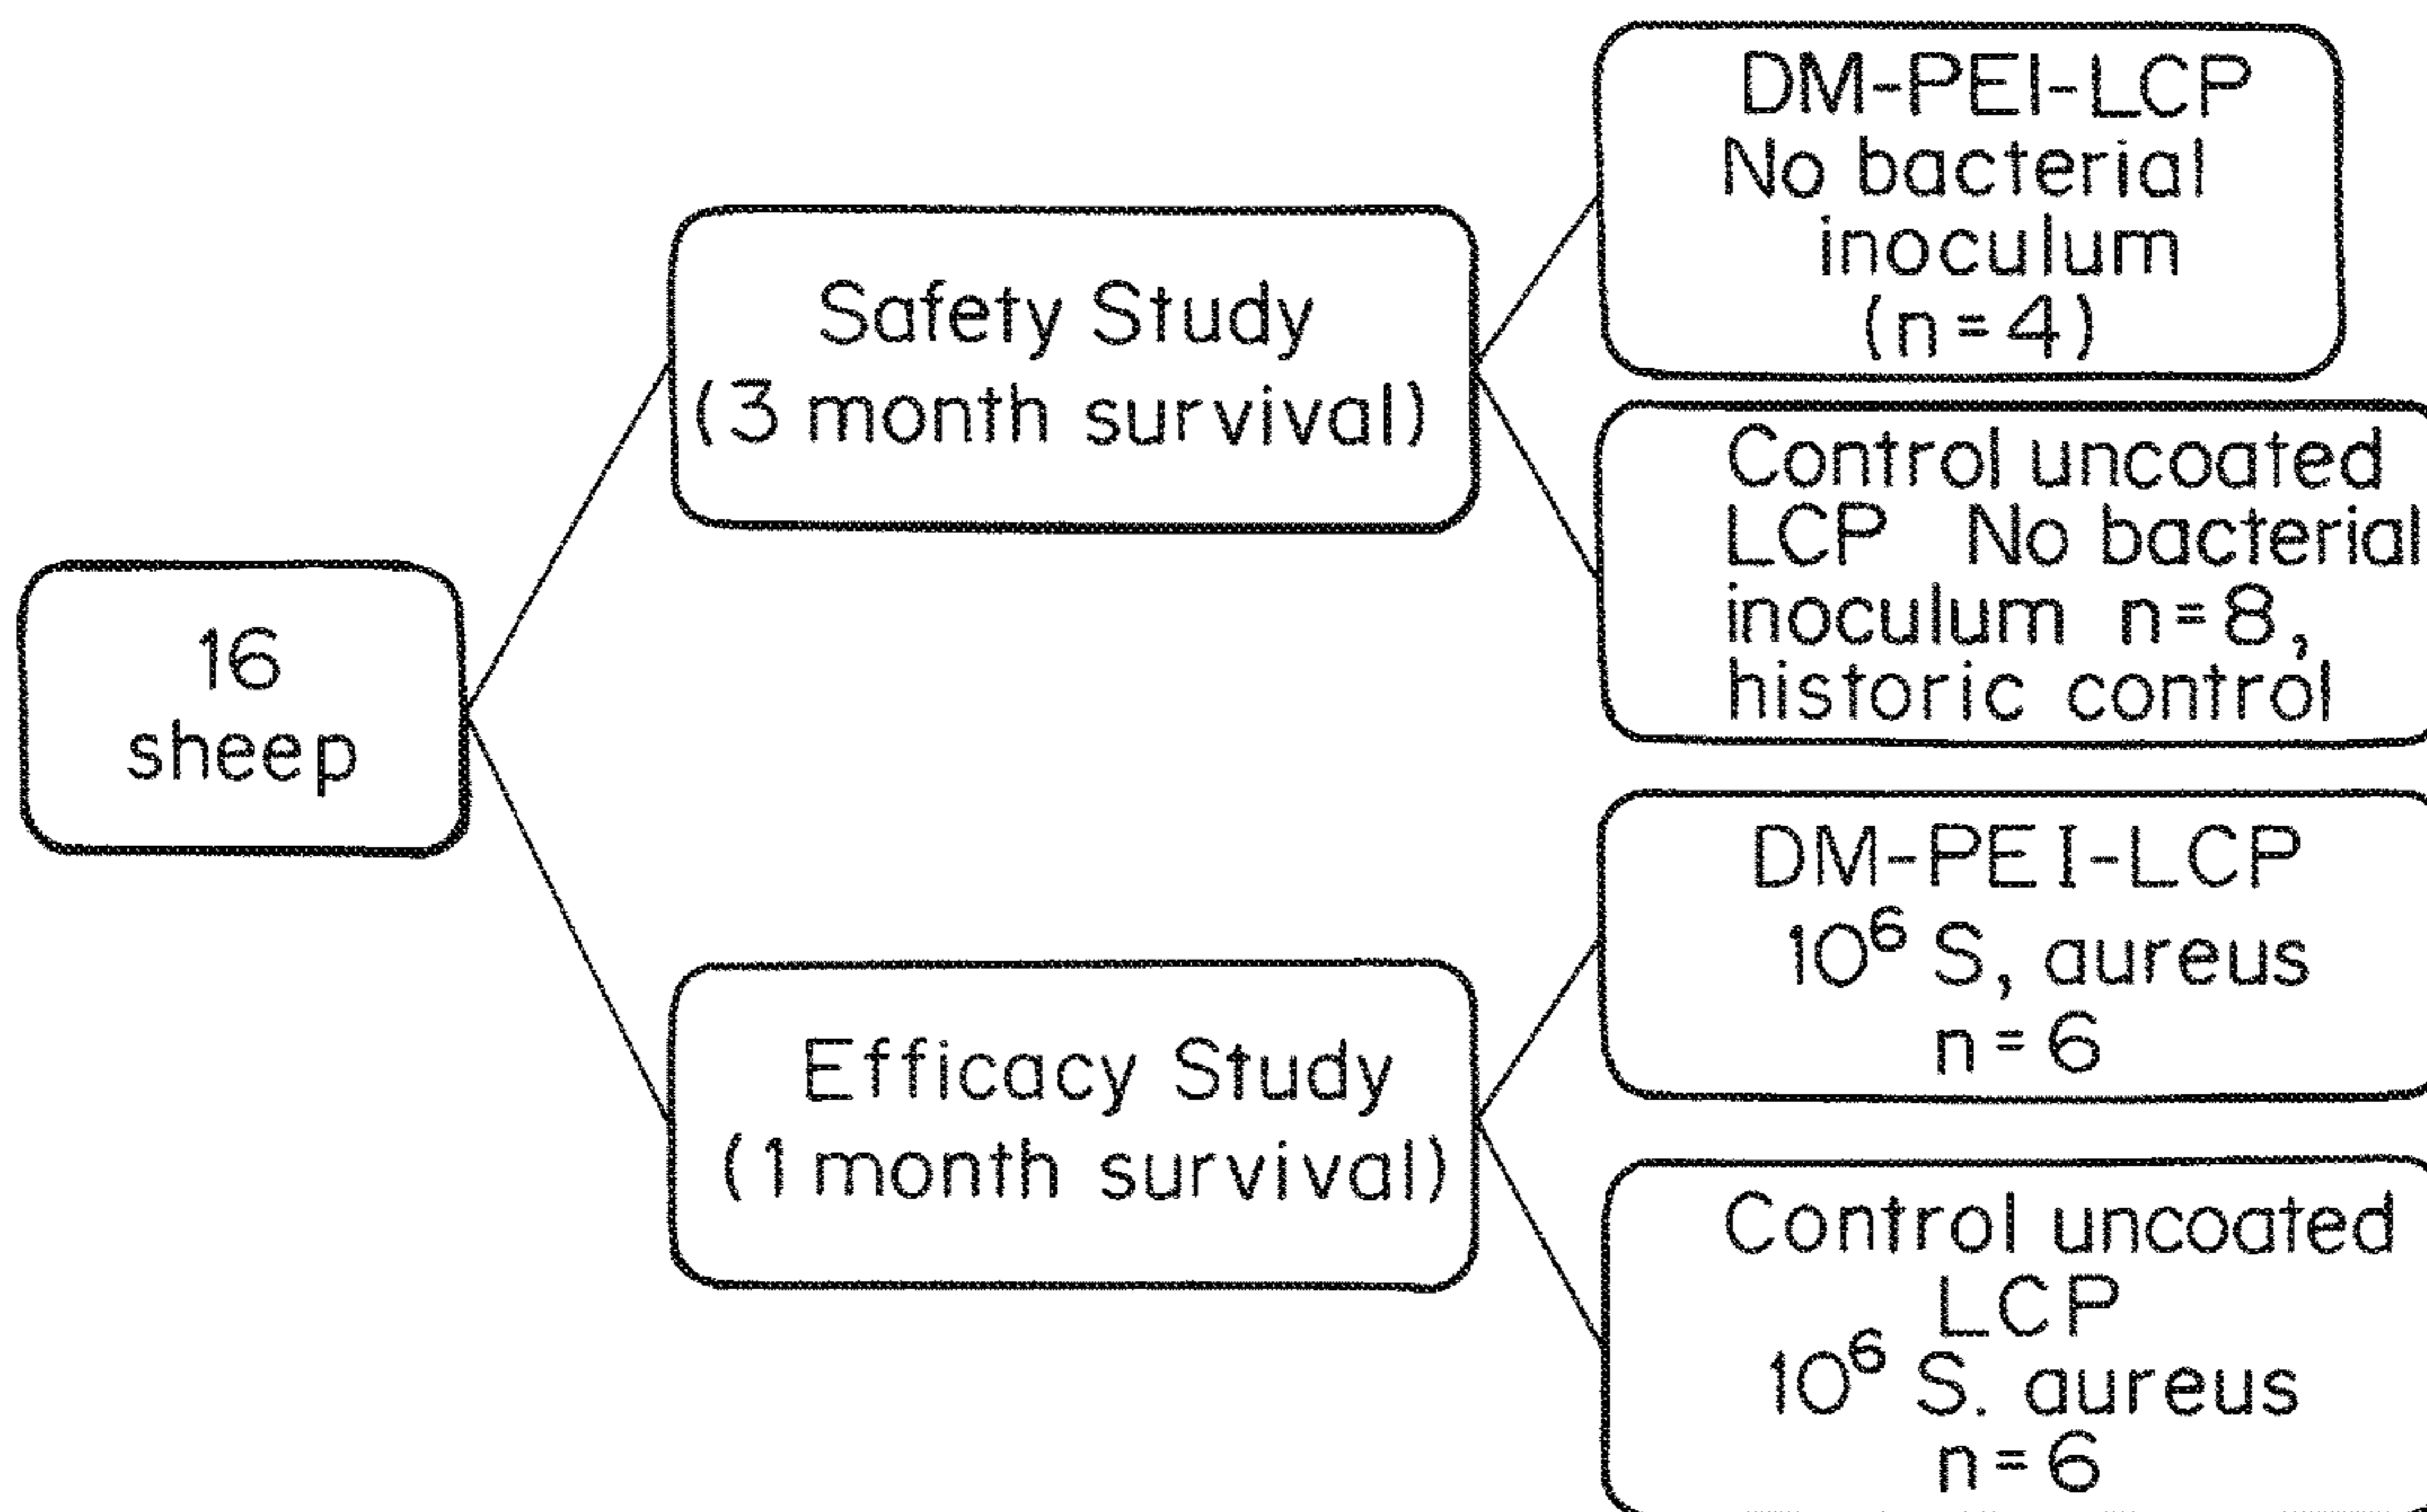 16
sheep
Safety Study
(3 month survival)
Efficacy Study
(1 month survival)
DM-PEI-LCP
No bacterial
inoculum
(n=4)
Control uncoated
LCP No bacterial
inoculum n=8,
historic control
DM-PEI-LCP
10⁶ S, aureus
n=6
Control uncoated
LCP
10⁶ S. aureus
n=6